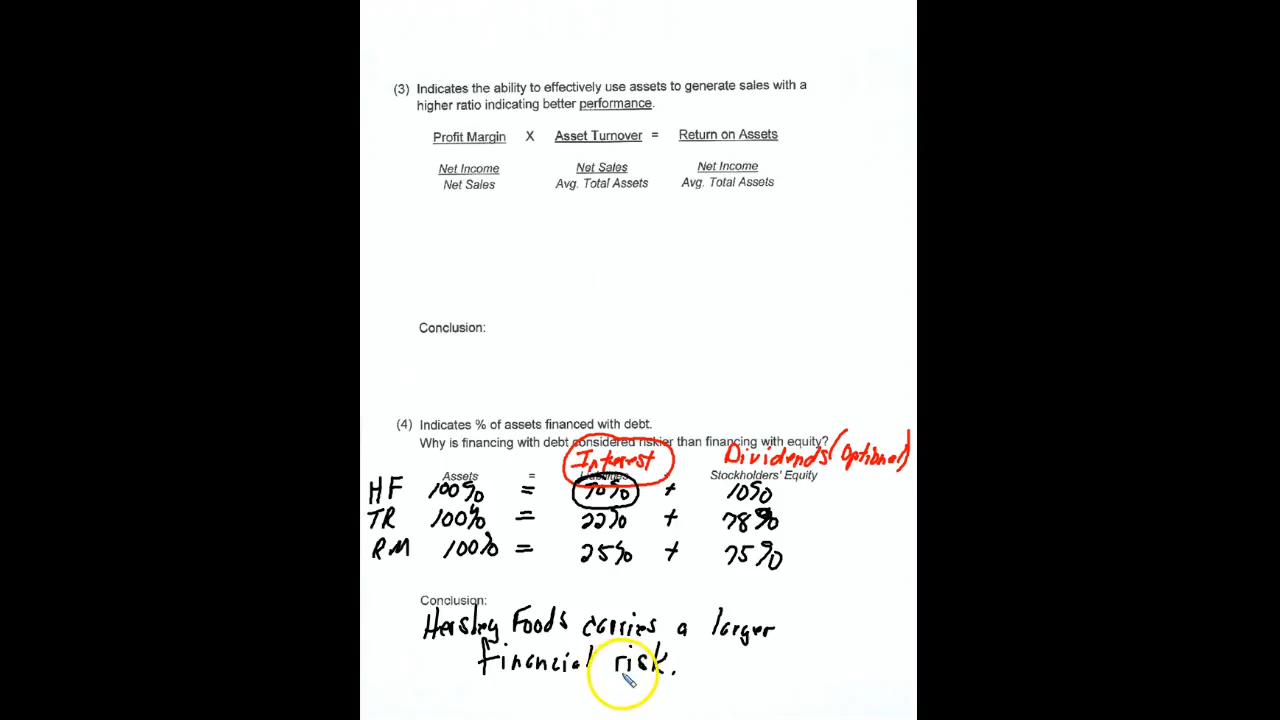 (3) Indicates the ability to effectively use assets to generate sales with a
higher ratio indicating better performance.
Profit Margin X Asset Turnover = Return on Assets
Net Income Net Sales Net Income
Net Sales Avg. Total Assets Avg. Total Assets
Conclusion:
(4) Indicates % of assets financed with debt.
Why is financing with debt considered riskier than financing with equity?
Interest Dividends (optional)
Assets = Liabilities Stockholders' Equity
HF 100% = 90% + 10%
TR 100% = 22% + 78%
RM 100% = 25% + 75%
Conclusion:
Hershey Foods carries a larger
financial risk.